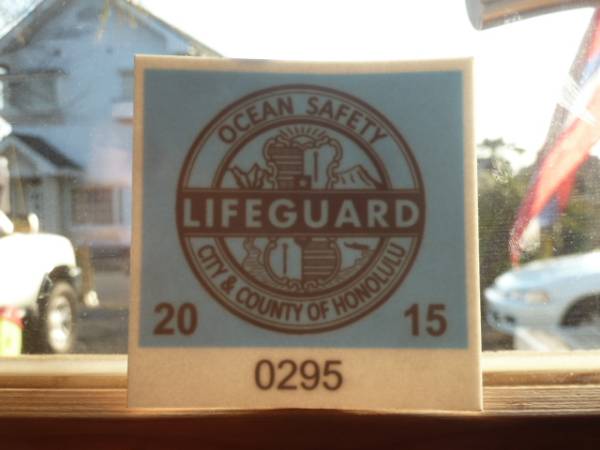 OCEAN SAFETY
LIFEGUARD
CITY & COUNTY OF HONOLULU
20 15
0295